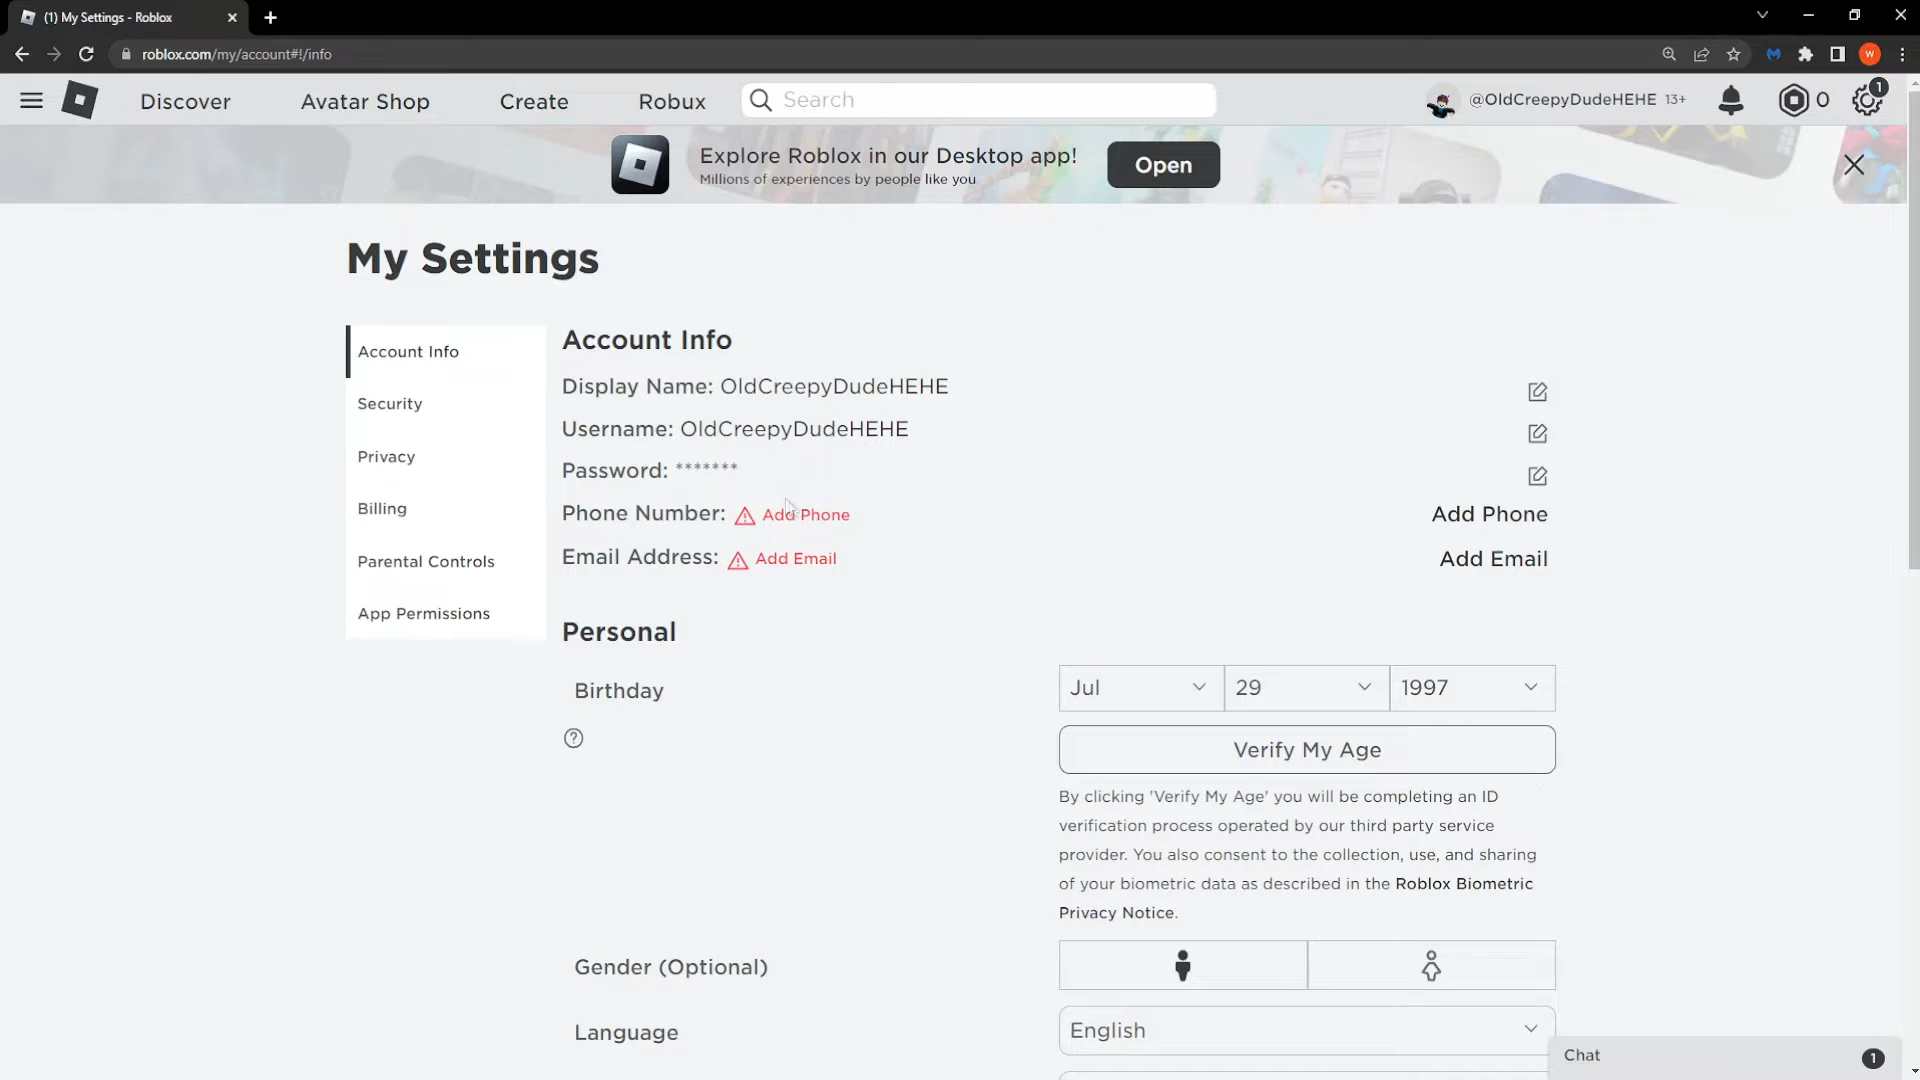 (1) My Settings - Roblox
roblox.com/my/account#!/info
W
Discover
Avatar Shop
Create
Robux
Search
@OldCreepyDudeHEHE 13+
0
1
Explore Roblox in our Desktop app!
Millions of experiences by people like you
Open
My Settings
Account Info
Security
Privacy
Billing
Parental Controls
App Permissions
Account Info
Display Name: OldCreepyDudeHEHE
Username: OldCreepyDudeHEHE
Password: *******
Phone Number: Add Phone
Add Phone
Email Address: Add Email
Add Email
Personal
Birthday
Jul
29
1997
Verify My Age
By clicking 'Verify My Age' you will be completing an ID
verification process operated by our third party service
provider. You also consent to the collection, use, and sharing
of your biometric data as described in the Roblox Biometric
Privacy Notice.
Gender (Optional)
Language
English
Chat
1